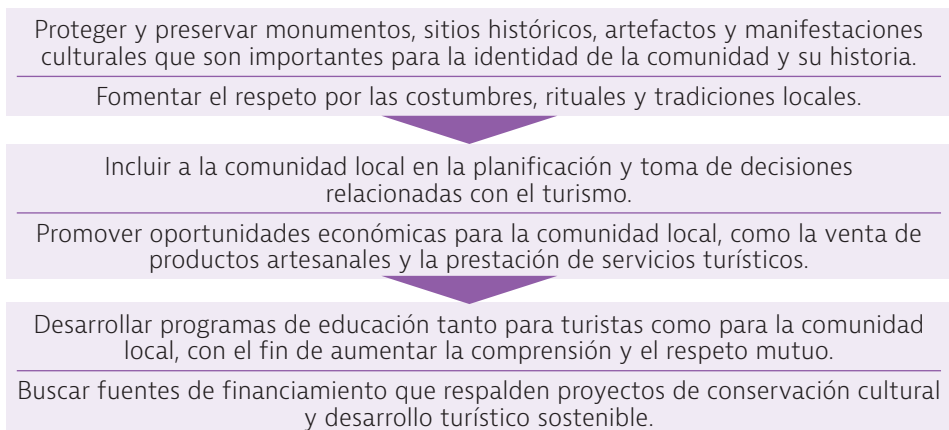 Proteger y preservar monumentos, sitios históricos, artefactos y manifestaciones
culturales que son importantes para la identidad de la comunidad y su historia.
Fomentar el respeto por las costumbres, rituales y tradiciones locales.
Incluir a la comunidad local en la planificación y toma de decisiones
relacionadas con el turismo.
Promover oportunidades económicas para la comunidad local, como la venta de
productos artesanales y la prestación de servicios turísticos.
Desarrollar programas de educación tanto para turistas como para la comunidad
local, con el fin de aumentar la comprensión y el respeto mutuo.
Buscar fuentes de financiamiento que respalden proyectos de conservación cultural
y desarrollo turístico sostenible.